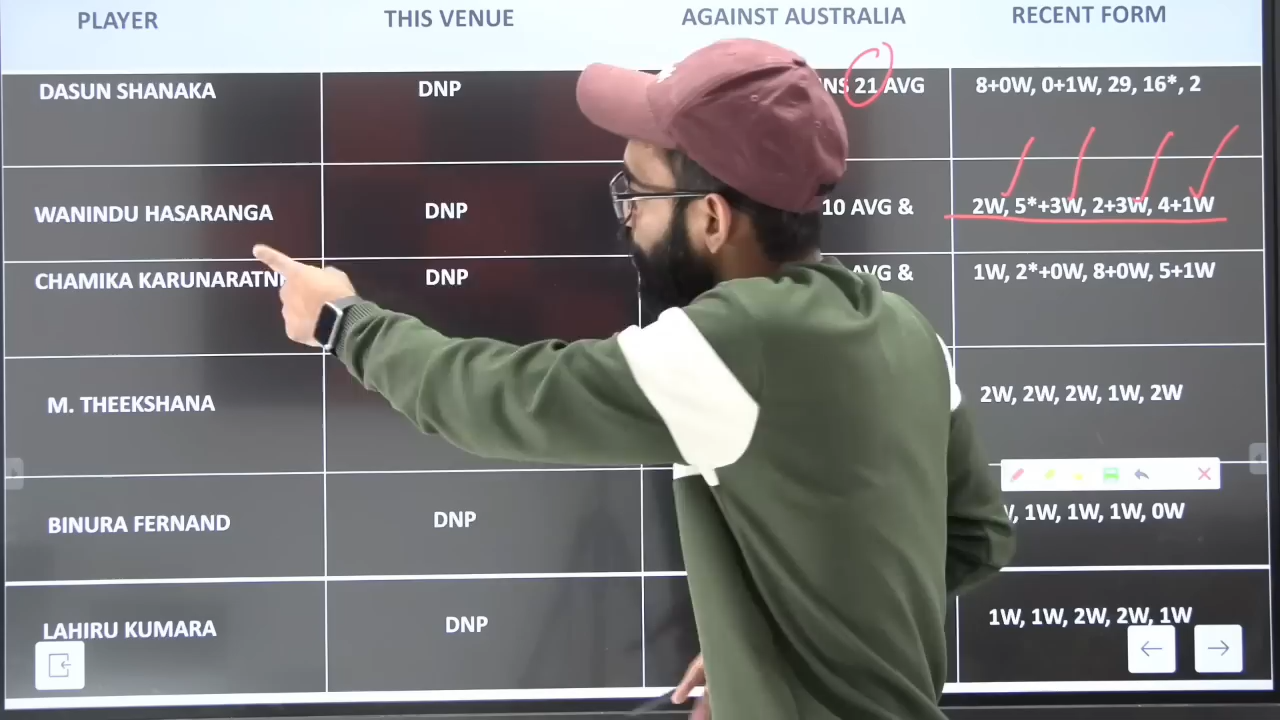 PLAYER THIS VENUE AGAINST AUSTRALIA RECENT FORM
DASUN SHANAKA DNP 21 AVG 8+0W, 0+1W, 29, 16*, 2
WANINDU HASARANGA DNP 10 AVG & 2W, 5*+3W, 2+3W, 4+1W
CHAMIKA DNP AVG & 1W, 2*+0W, 8+0W, 5+1W
M. THEEKSHANA 2W, 2W, 2W, 1W, 2W
BINURA FERNAND DNP 1W, 1W, 1W, 0W
LAHIRU KUMARA DNP 1W, 1W, 2W, 2W, 1W